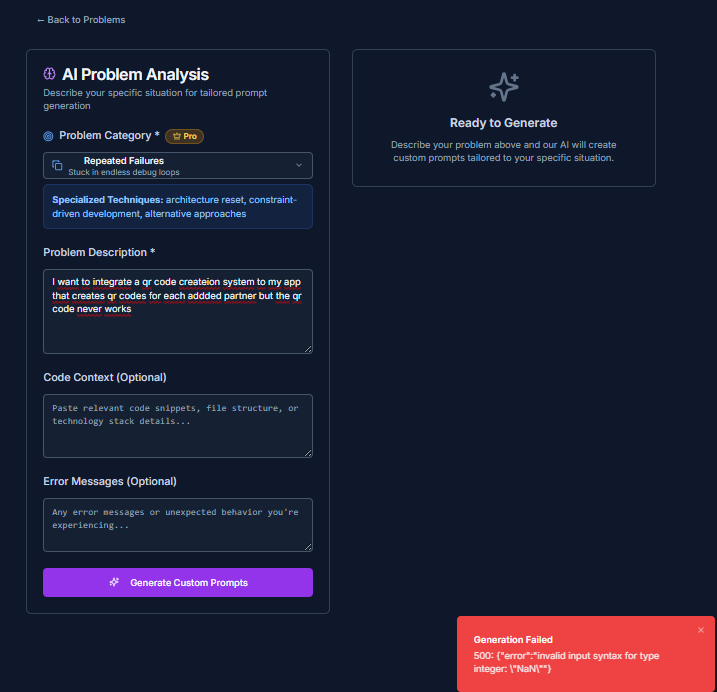 ← Back to Problems
AI Problem Analysis
Describe your specific situation for tailored prompt
generation
Problem Category * Pro
Repeated Failures
Stuck in endless debug loops
Specialized Techniques: architecture reset, constraint-
driven development, alternative approaches
Problem Description *
I want to integrate a qr code createion system to my app
that creates qr codes for each addded partner but the qr
code never works
Code Context (Optional)
Paste relevant code snippets, file structure, or
technology stack details...
Error Messages (Optional)
Any error messages or unexpected behavior you're
experiencing...
Generate Custom Prompts
Ready to Generate
Describe your problem above and our AI will create
custom prompts tailored to your specific situation.
Generation Failed
500: {"error":"invalid input syntax for type
integer: \"NaN\""}